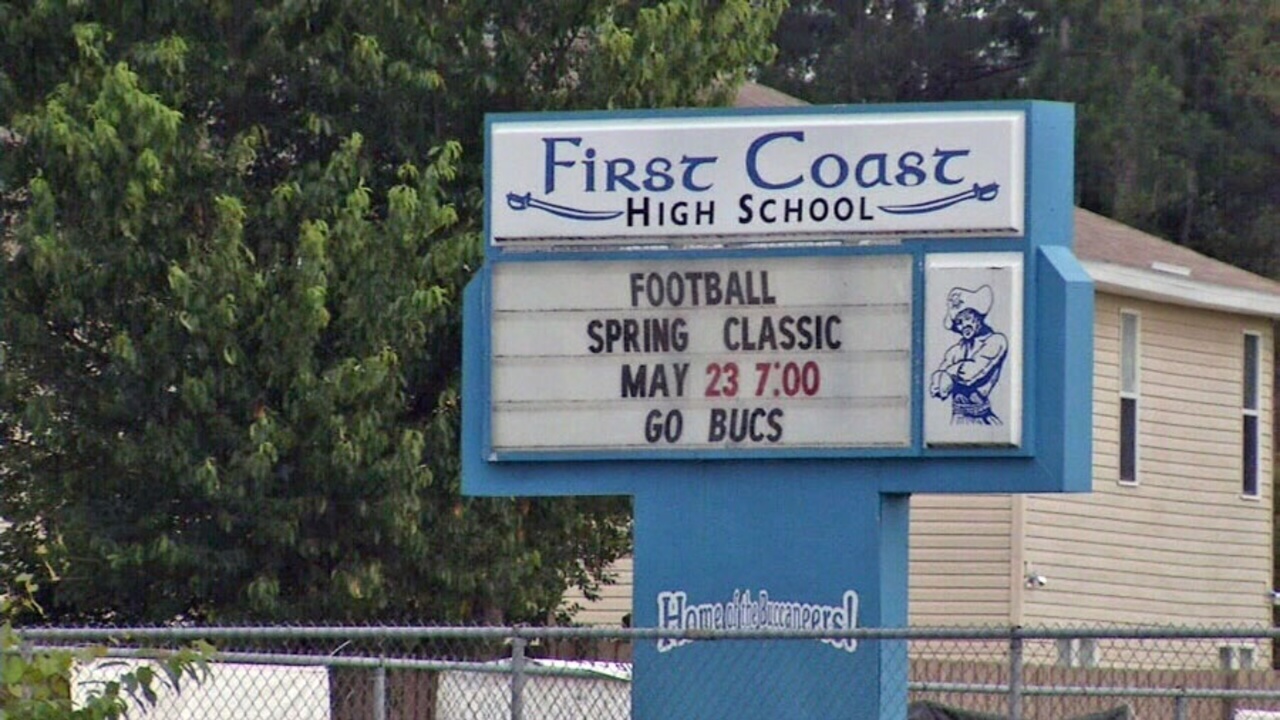 First Coast
High School
FOOTBALL
SPRING CLASSIC
MAY 23 7:00
GO BUCS
Home of the Buccaneers!